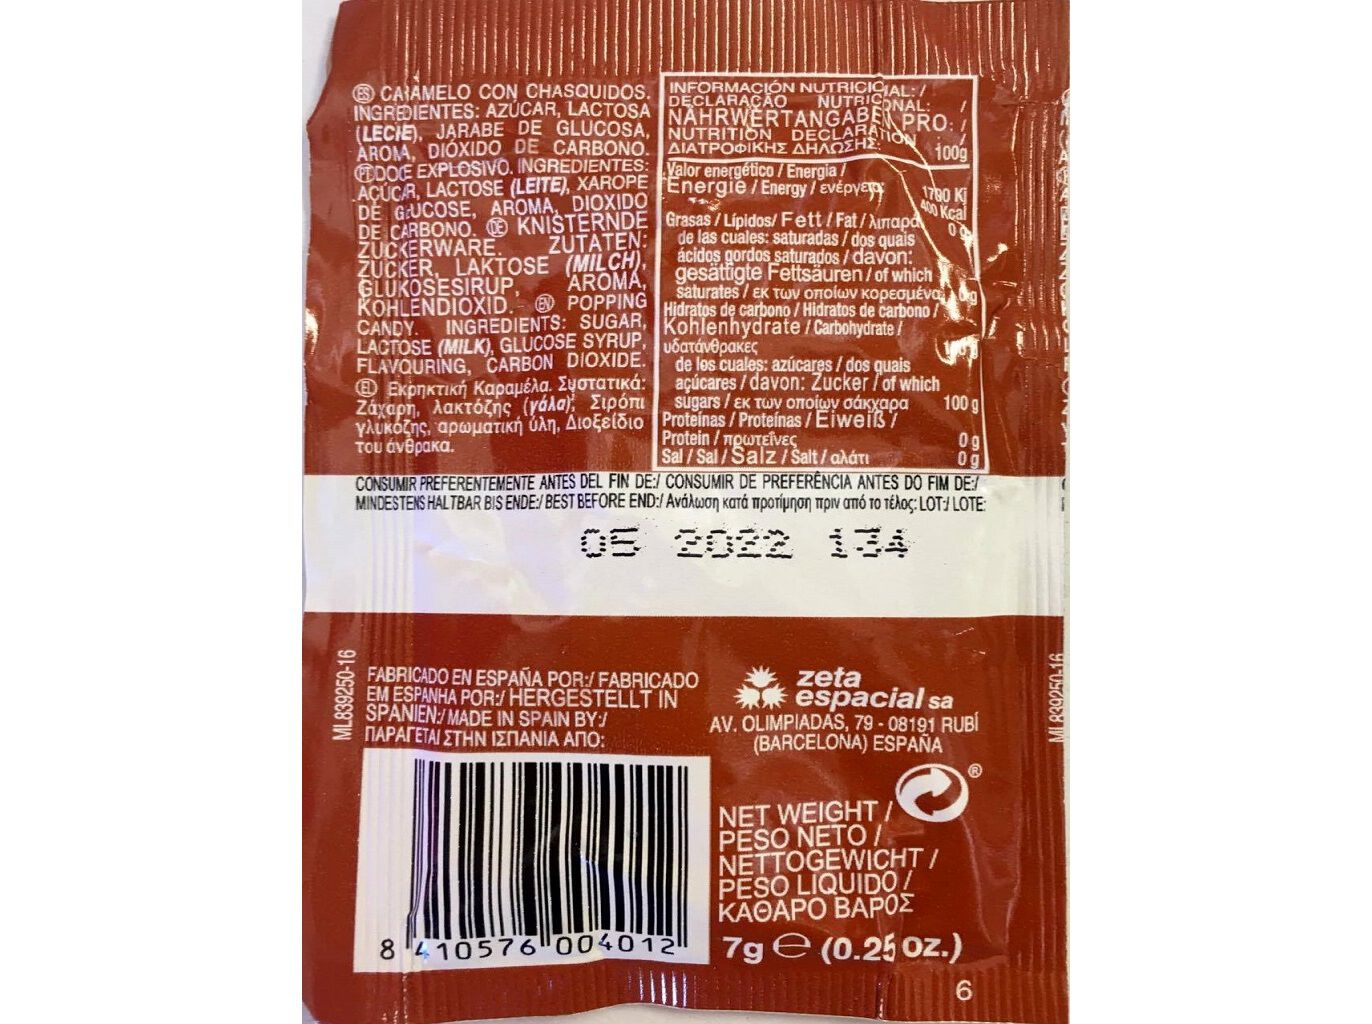 ES CARAMELO CON CHASQUIDOS.
INGREDIENTES: AZÚCAR, LACTOSA
(LECHE), JARABE DE GLUCOSA,
AROMA, DIÓXIDO DE CARBONO.
PT DOCE EXPLOSIVO. INGREDIENTES:
AÇÚCAR, LACTOSE (LEITE), XAROPE
DE GLUCOSE, AROMA, DIOXIDO
DE CARBONO. DE KNISTERNDE
ZUCKERWARE. ZUTATEN:
ZUCKER, LAKTOSE (MILCH),
GLUKOSESIRUP, AROMA,
KOHLENDIOXID. EN POPPING
CANDY. INGREDIENTS: SUGAR,
LACTOSE (MILK), GLUCOSE SYRUP,
FLAVOURING, CARBON DIOXIDE.
EL Εκρηκτική Καραμέλα. Συστατικά:
Ζάχαρη, λακτόζης (γάλα), Σιρόπι
γλυκόζης, αρωματική ύλη, Διοξείδιο
του άνθρακα.
INFORMACIÓN NUTRICIONAL: /
DECLARAÇÃO NUTRICIONAL: /
NÄHRWERTANGABEN PRO: /
NUTRITION DECLARATION
ΔΙΑΤΡΟΦΙΚΗΣ ΔΗΛΩΣΗΣ: 100g
Valor energético / Energia /
Energie / Energy / ενέργεια: 1700 Kj
400 Kcal
Grasas / Lípidos/ Fett / Fat / λιπαρά 0 g
de las cuales: saturadas / dos quais
ácidos gordos saturados / davon:
gesättigte Fettsäuren / of which
saturates / εκ των οποίων κορεσμένα 0 g
Hidratos de carbono / Hidratos de carbono /
Kohlenhydrate / Carbohydrate /
υδατάνθρακες
de los cuales: azúcares / dos quais
açúcares / davon: Zucker / of which
sugars / εκ των οποίων σάκχαρα 100 g
Proteínas / Proteínas / Eiweiß /
Protein / πρωτεΐνες 0 g
Sal / Sal / Salz / Salt / αλάτι 0 g
CONSUMIR PREFERENTEMENTE ANTES DEL FIN DE:/ CONSUMIR DE PREFERÊNCIA ANTES DO FIM DE:/
MINDESTENS HALTBAR BIS ENDE:/ BEST BEFORE END:/ Ανάλωση κατά προτίμηση πριν από το τέλος: LOT:/ LOTE:
05 2022 134
ML839250-16
FABRICADO EN ESPAÑA POR:/ FABRICADO
EM ESPANHA POR:/ HERGESTELLT IN
SPANIEN:/ MADE IN SPAIN BY:/
ΠΑΡΑΓΕΤΑΙ ΣΤΗΝ ΙΣΠΑΝΙΑ ΑΠΟ:
zeta
espacial sa
AV. OLIMPIADAS, 79 - 08191 RUBÍ
(BARCELONA) ESPAÑA
ML839250-16
®
NET WEIGHT /
PESO NETO /
NETTOGEWICHT /
PESO LIQUIDO /
ΚΑΘΑΡΟ ΒΑΡΟΣ
7g ℮ (0.25 oz.)
8 410576 004012
6